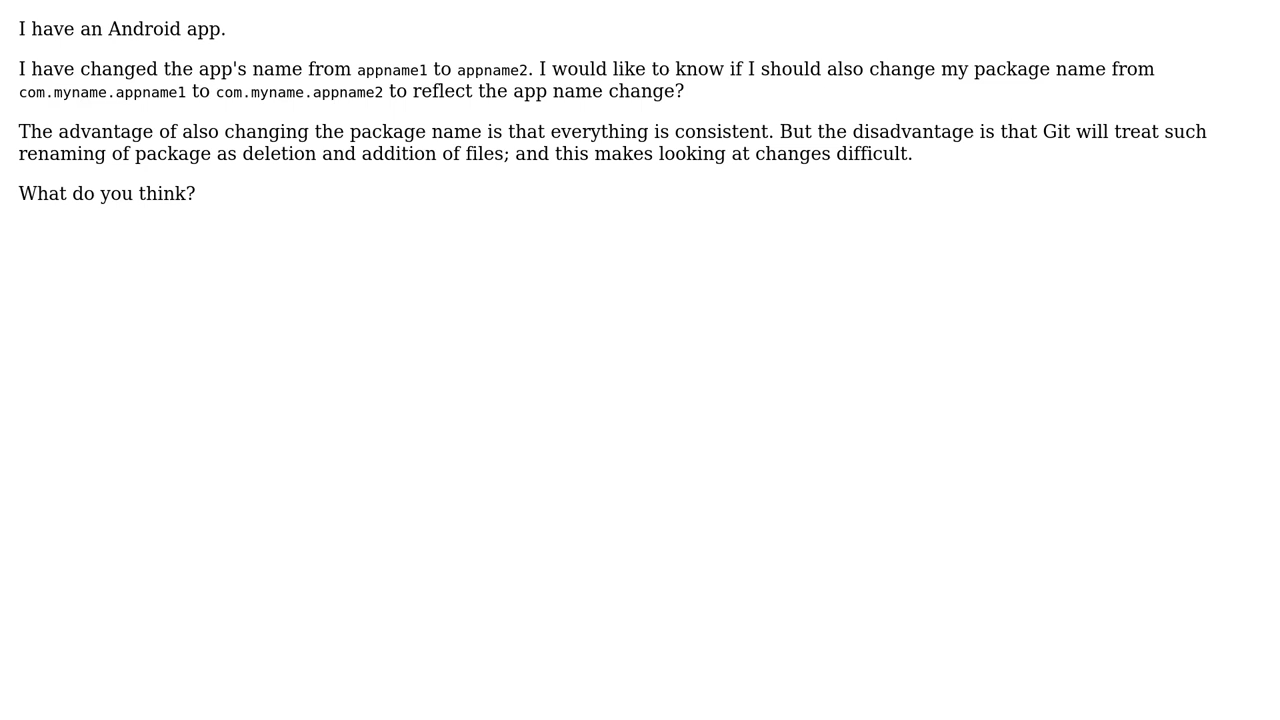 I have an Android app.
I have changed the app's name from appname1 to appname2. I would like to know if I should also change my package name from
com.myname.appname1 to com.myname.appname2 to reflect the app name change?
The advantage of also changing the package name is that everything is consistent. But the disadvantage is that Git will treat such
renaming of package as deletion and addition of files; and this makes looking at changes difficult.
What do you think?